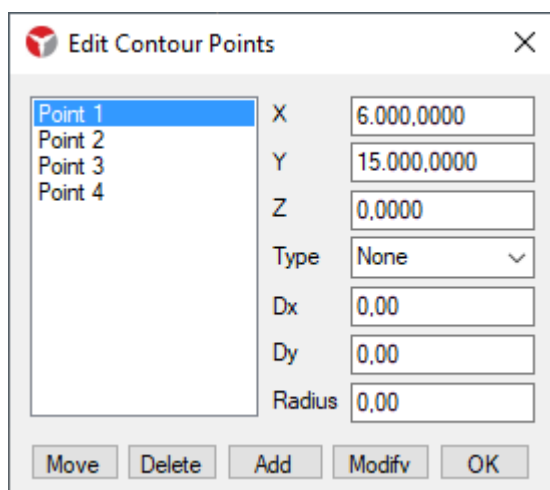 Edit Contour Points
Point 1
Point 2
Point 3
Point 4
X 6.000,0000
Y 15.000,0000
Z 0,0000
Type None
Dx 0,00
Dy 0,00
Radius 0,00
Move Delete Add Modify OK